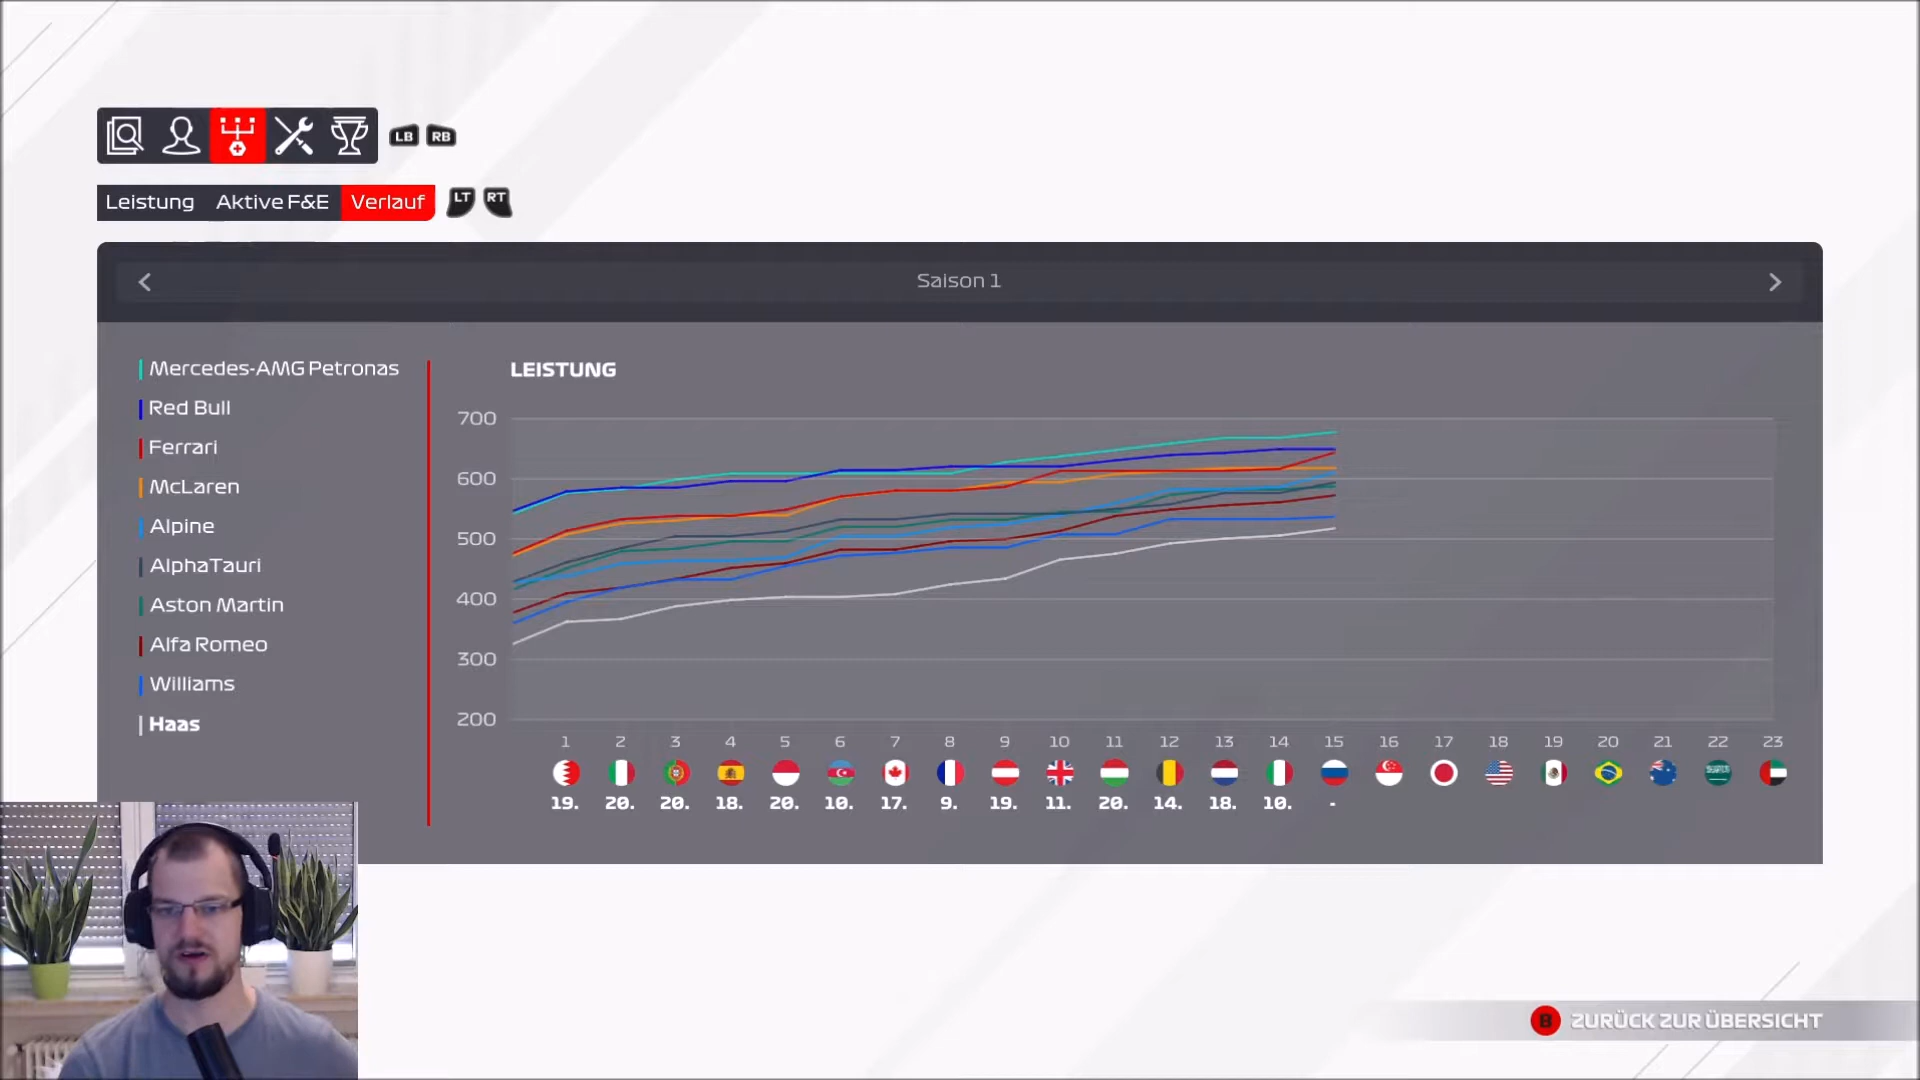 LB RB
Leistung Aktive F&E Verlauf LT RT
Saison 1
Mercedes-AMG Petronas
Red Bull
Ferrari
McLaren
Alpine
AlphaTauri
Aston Martin
Alfa Romeo
Williams
Haas
LEISTUNG
700
600
500
400
300
200
1 2 3 4 5 6 7 8 9 10 11 12 13 14 15 16 17 18 19 20 21 22 23
19. 20. 20. 18. 20. 10. 17. 9. 19. 11. 20. 14. 18. 10. -
B ZURÜCK ZUR ÜBERSICHT